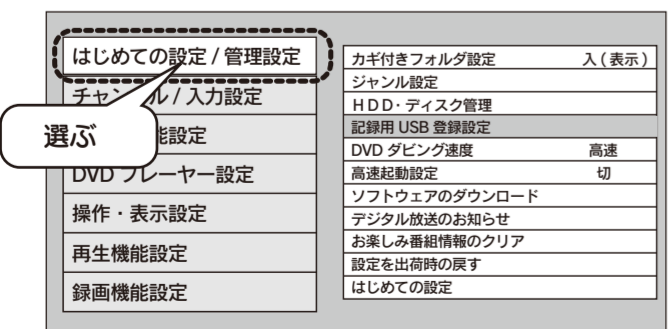 はじめての設定 / 管理設定
チャンネル / 入力設定
選ぶ
能設定
DVD プレーヤー設定
操作・表示設定
再生機能設定
録画機能設定
カギ付きフォルダ設定 入 ( 表示 )
ジャンル設定
HDD・ディスク管理
記録用 USB 登録設定
DVD ダビング速度 高速
高速起動設定 切
ソフトウェアのダウンロード
デジタル放送のお知らせ
お楽しみ番組情報のクリア
設定を出荷時の戻す
はじめての設定